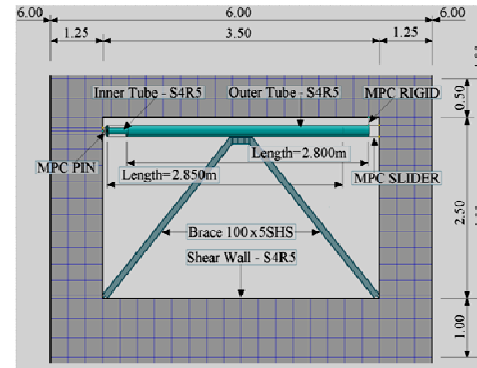 6.00 6.00 6.00
1.25 3.50 1.25
Inner Tube - S4R5 Outer Tube - S4R5 MPC RIGID
0.50
Length=2.800m
MPC PIN Length=2.850m MPC SLIDER
2.50
Brace 100 x5SHS
Shear Wall - S4R5
1.00